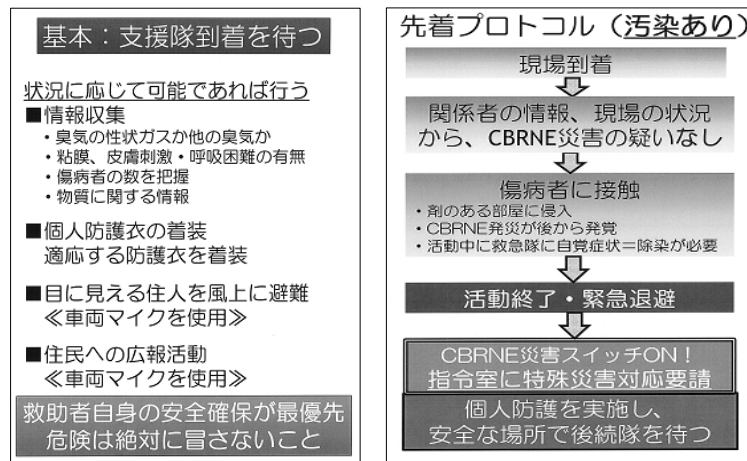 基本：支援隊到着を待つ
状況に応じて可能であれば行う
■情報収集
・臭気の性状ガスか他の臭気か
・粘膜、皮膚刺激・呼吸困難の有無
・傷病者の数を把握
・物質に関する情報
■個人防護衣の着装
適応する防護衣を着装
■目に見える住人を風上に避難
≪車両マイクを使用≫
■住民への広報活動
≪車両マイクを使用≫
救助者自身の安全確保が最優先
危険は絶対に冒さないこと
先着プロトコル（汚染あり）
現場到着
関係者の情報、現場の状況
から、CBRNE災害の疑いなし
傷病者に接触
・剤のある部屋に侵入
・CBRNE発災が後から発覚
・活動中に救急隊に自覚症状＝除染が必要
活動終了・緊急退避
CBRNE災害スイッチON！
指令室に特殊災害対応要請
個人防護を実施し、
安全な場所で後続隊を待つ